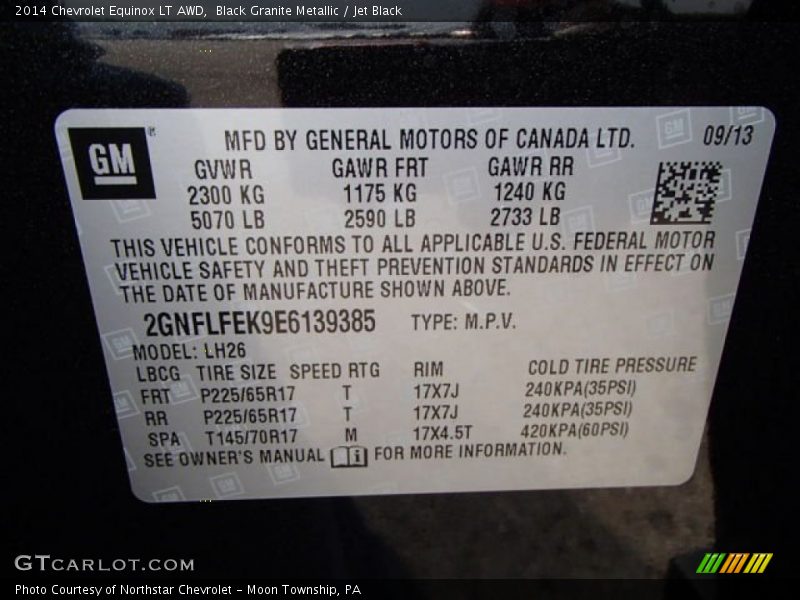 2014 Chevrolet Equinox LT AWD, Black Granite Metallic / Jet Black
GM
MFD BY GENERAL MOTORS OF CANADA LTD. 09/13
GVWR GAWR FRT GAWR RR
2300 KG 1175 KG 1240 KG
5070 LB 2590 LB 2733 LB
THIS VEHICLE CONFORMS TO ALL APPLICABLE U.S. FEDERAL MOTOR
VEHICLE SAFETY AND THEFT PREVENTION STANDARDS IN EFFECT ON
THE DATE OF MANUFACTURE SHOWN ABOVE.
2GNFLFEK9E6139385 TYPE: M.P.V.
MODEL: LH26
LBCG TIRE SIZE SPEED RTG RIM COLD TIRE PRESSURE
FRT P225/65R17 T 17X7J 240KPA(35PSI)
RR P225/65R17 T 17X7J 240KPA(35PSI)
SPA T145/70R17 M 17X4.5T 420KPA(60PSI)
SEE OWNER'S MANUAL i FOR MORE INFORMATION.
GTCARLOT.COM
Photo Courtesy of Northstar Chevrolet - Moon Township, PA